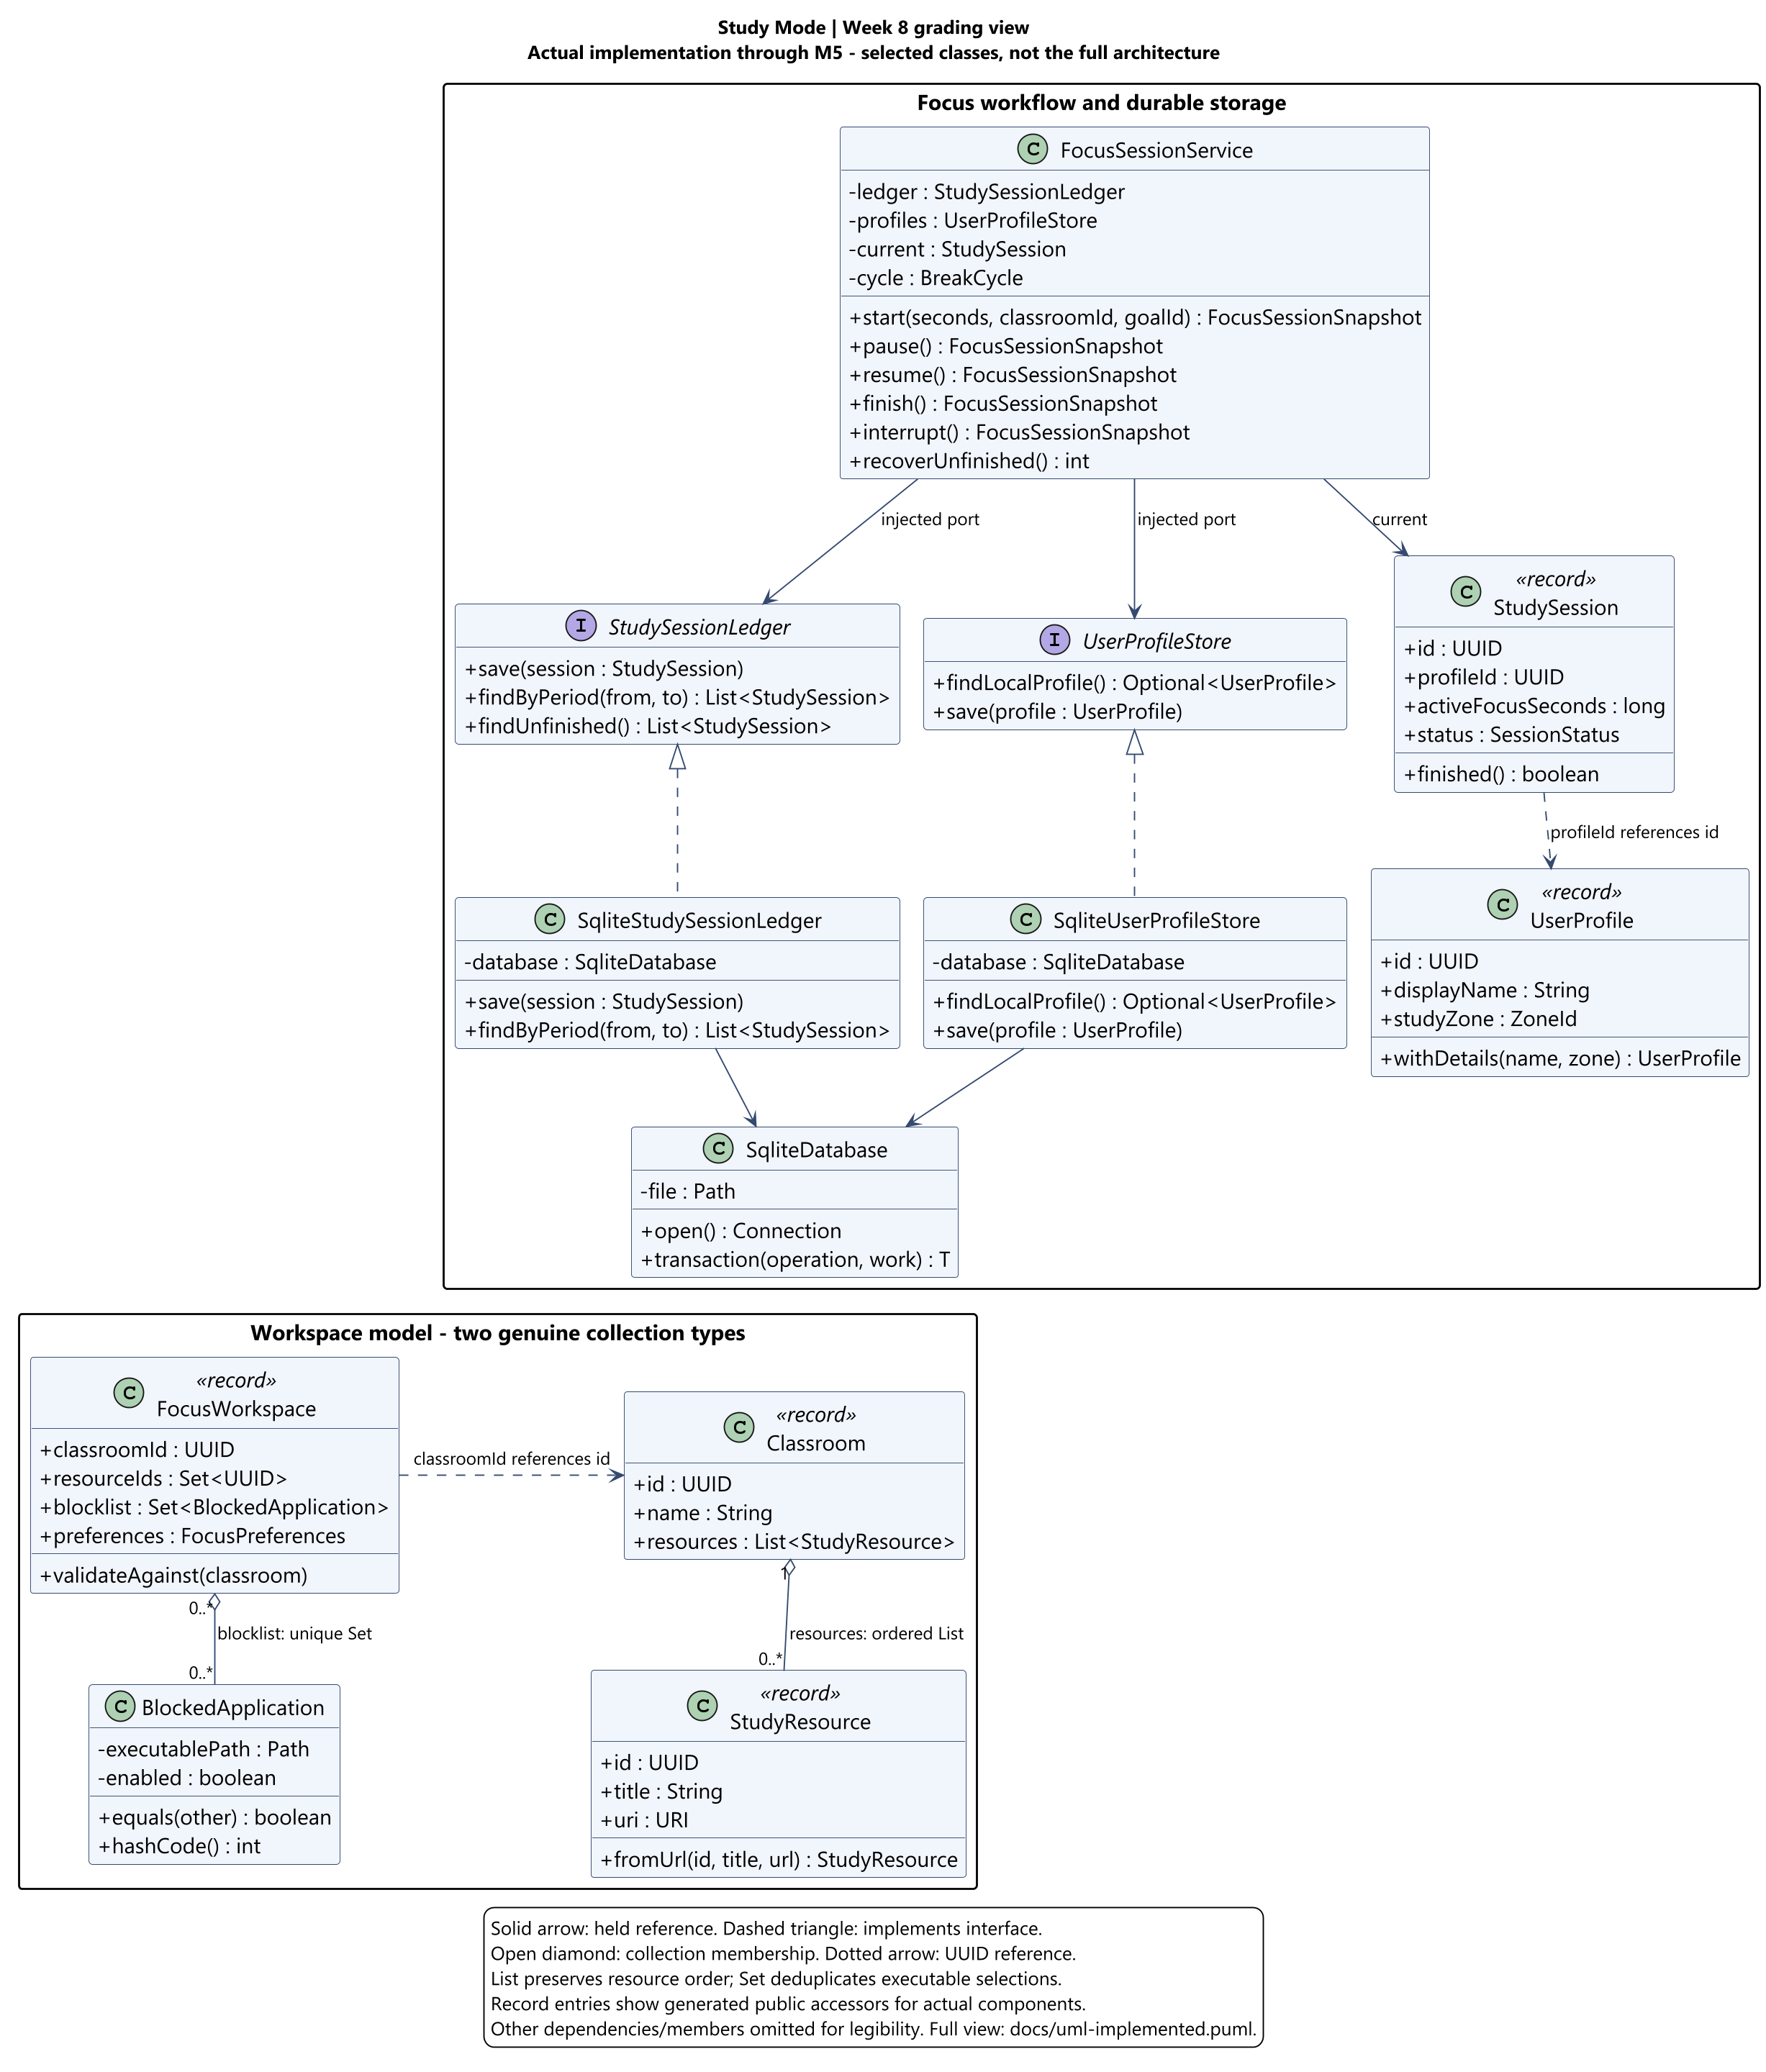 Study Mode | Week 8 grading view
Actual implementation through M5 - selected classes, not the full architecture
Focus workflow and durable storage
C FocusSessionService
-ledger : StudySessionLedger
-profiles : UserProfileStore
-current : StudySession
-cycle : BreakCycle
+start(seconds, classroomId, goalId) : FocusSessionSnapshot
+pause() : FocusSessionSnapshot
+resume() : FocusSessionSnapshot
+finish() : FocusSessionSnapshot
+interrupt() : FocusSessionSnapshot
+recoverUnfinished() : int
injected port
injected port
current
I StudySessionLedger
+save(session : StudySession)
+findByPeriod(from, to) : List<StudySession>
+findUnfinished() : List<StudySession>
I UserProfileStore
+findLocalProfile() : Optional<UserProfile>
+save(profile : UserProfile)
C «record»
StudySession
+id : UUID
+profileId : UUID
+activeFocusSeconds : long
+status : SessionStatus
+finished() : boolean
profileId references id
C SqliteStudySessionLedger
-database : SqliteDatabase
+save(session : StudySession)
+findByPeriod(from, to) : List<StudySession>
C SqliteUserProfileStore
-database : SqliteDatabase
+findLocalProfile() : Optional<UserProfile>
+save(profile : UserProfile)
C «record»
UserProfile
+id : UUID
+displayName : String
+studyZone : ZoneId
+withDetails(name, zone) : UserProfile
C SqliteDatabase
-file : Path
+open() : Connection
+transaction(operation, work) : T
Workspace model - two genuine collection types
C «record»
FocusWorkspace
+classroomId : UUID
+resourceIds : Set<UUID>
+blocklist : Set<BlockedApplication>
+preferences : FocusPreferences
+validateAgainst(classroom)
classroomId references id
C «record»
Classroom
+id : UUID
+name : String
+resources : List<StudyResource>
0..*
blocklist: unique Set
0..*
1
resources: ordered List
0..*
C BlockedApplication
-executablePath : Path
-enabled : boolean
+equals(other) : boolean
+hashCode() : int
C «record»
StudyResource
+id : UUID
+title : String
+uri : URI
+fromUrl(id, title, url) : StudyResource
Solid arrow: held reference. Dashed triangle: implements interface.
Open diamond: collection membership. Dotted arrow: UUID reference.
List preserves resource order; Set deduplicates executable selections.
Record entries show generated public accessors for actual components.
Other dependencies/members omitted for legibility. Full view: docs/uml-implemented.puml.